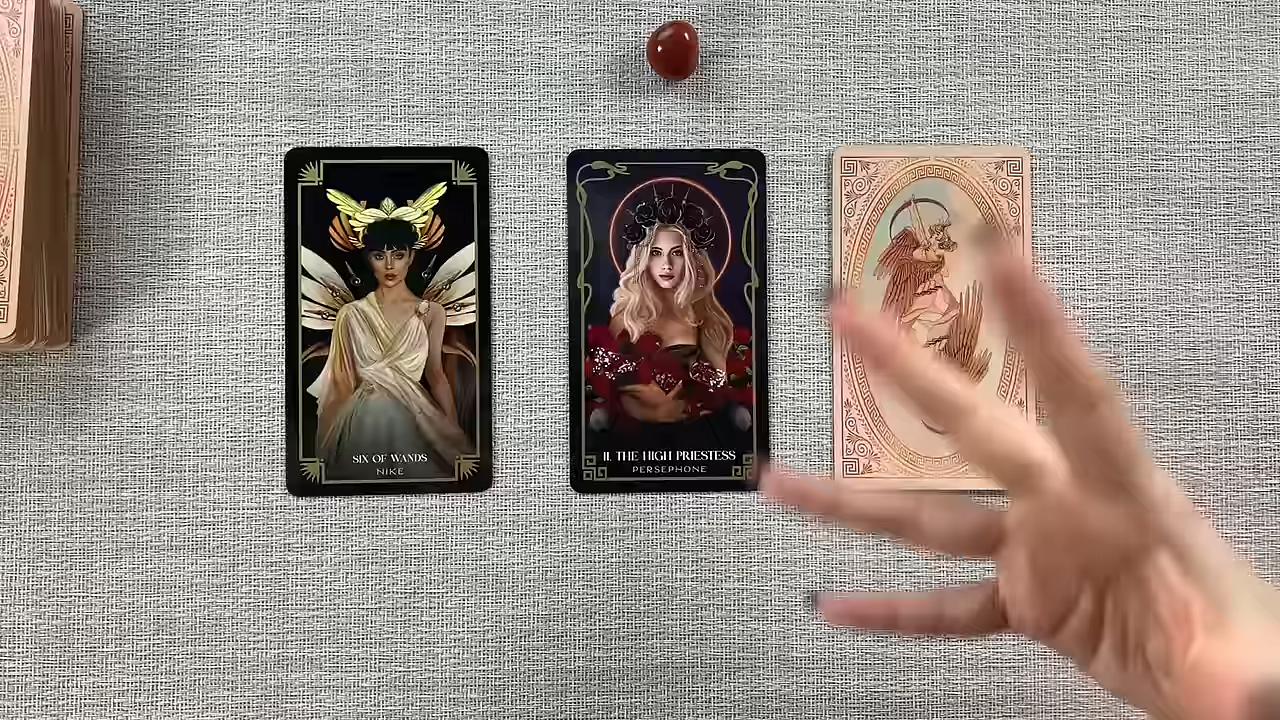 SIX OF WANDS
NIKE
II. THE HIGH PRIESTESS
PERSEPHONE